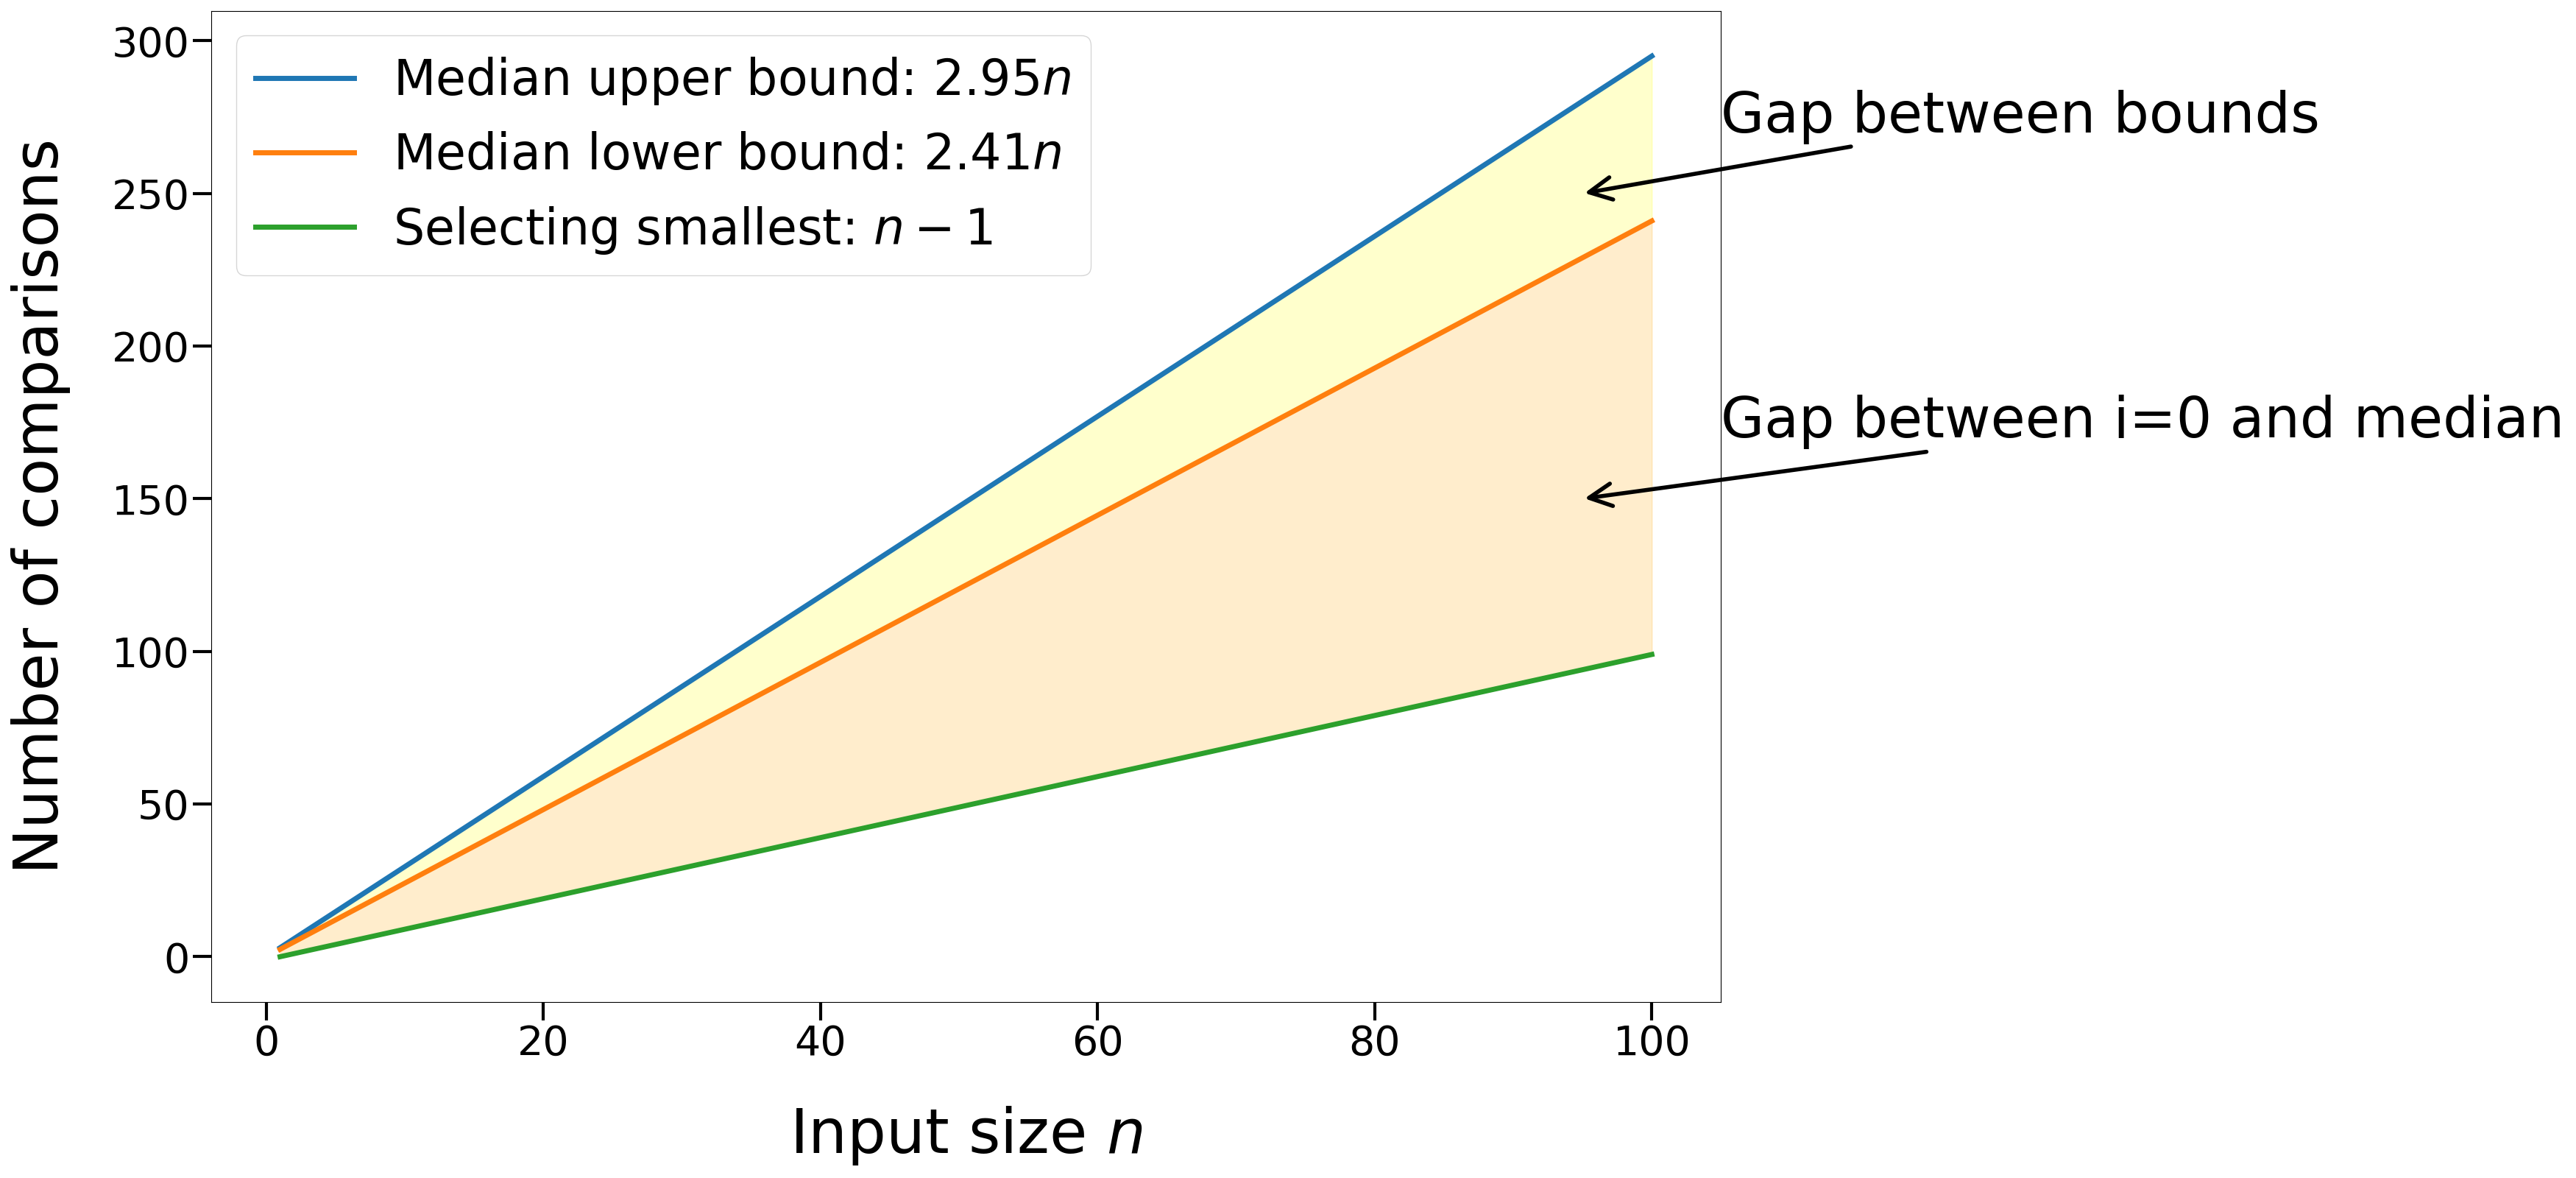 Median upper bound: 2.95n
Median lower bound: 2.41n
Selecting smallest: n − 1
Gap between bounds
Gap between i=0 and median
Number of comparisons
300
250
200
150
100
50
0
0 20 40 60 80 100
Input size n